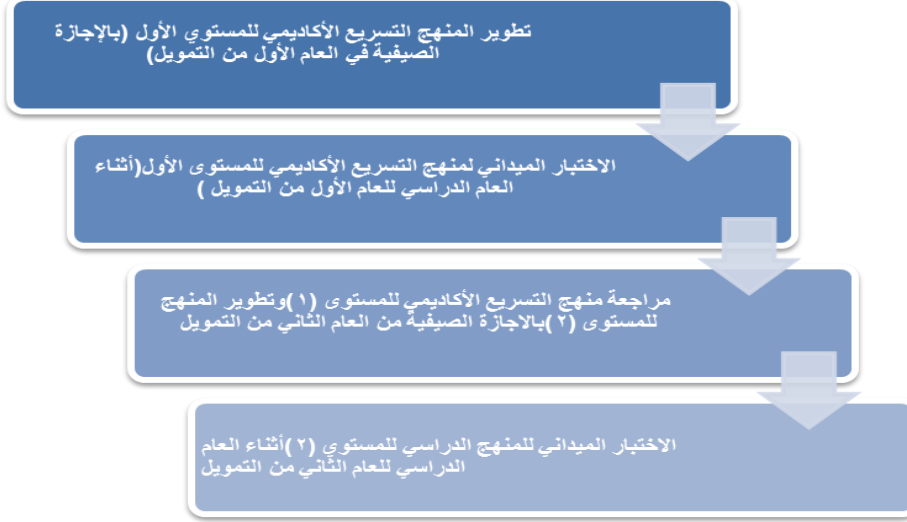 تطوير المنهج التسريع الأكاديمي للمستوي الأول (بالإجازة
الصيفية في العام الأول من التمويل)
الاختبار الميداني لمنهج التسريع الأكاديمي للمستوى الأول(أثناء
العام الدراسي للعام الأول من التمويل )
مراجعة منهج التسريع الأكاديمي للمستوى (١)وتطوير المنهج
للمستوى (٢)بالاجازة الصيفية من العام الثاني من التمويل
الاختبار الميداني للمنهج الدراسي للمستوي (٢)أثناء العام
الدراسي للعام الثاني من التمويل